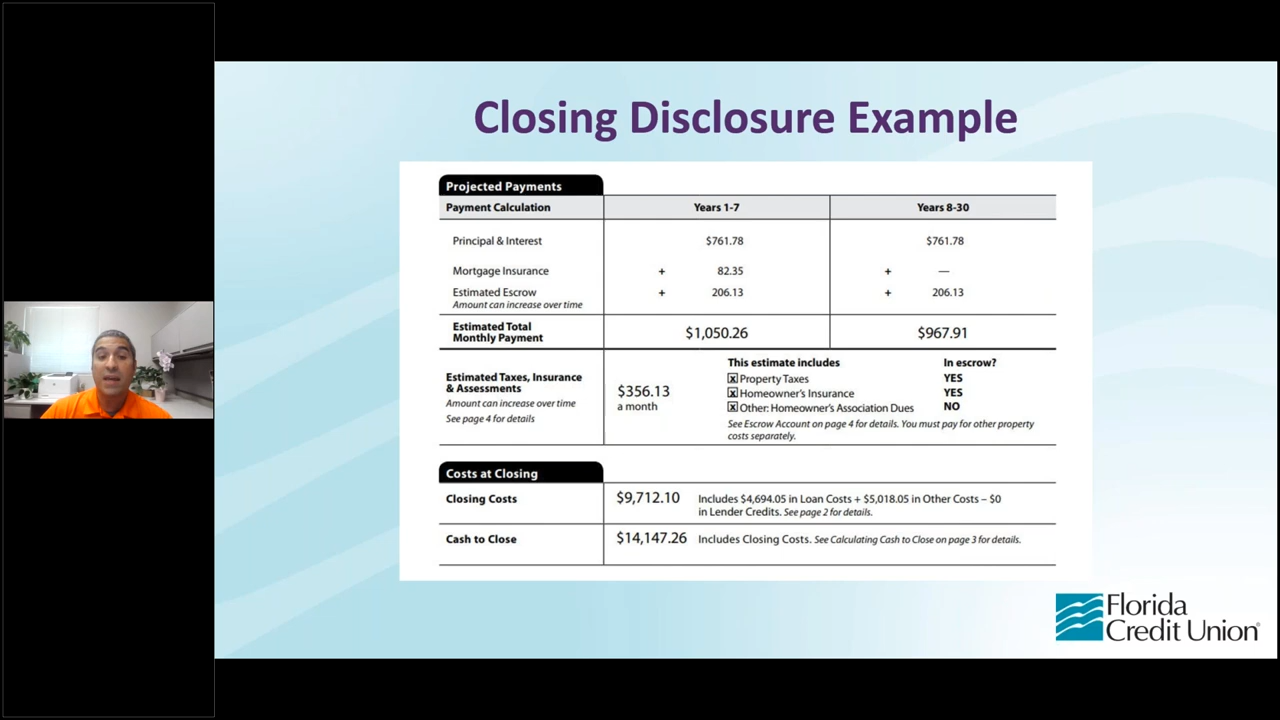 Closing Disclosure Example
Projected Payments
Payment Calculation Years 1-7 Years 8-30
Principal & Interest $761.78 $761.78
Mortgage Insurance + 82.35 + —
Estimated Escrow + 206.13 + 206.13
Amount can increase over time
Estimated Total
Monthly Payment $1,050.26 $967.91
Estimated Taxes, Insurance
& Assessments
Amount can increase over time
See page 4 for details
$356.13
a month
This estimate includes In escrow?
x Property Taxes YES
x Homeowner's Insurance YES
x Other: Homeowner's Association Dues NO
See Escrow Account on page 4 for details. You must pay for other property
costs separately.
Costs at Closing
Closing Costs $9,712.10 Includes $4,694.05 in Loan Costs + $5,018.05 in Other Costs – $0
in Lender Credits. See page 2 for details.
Cash to Close $14,147.26 Includes Closing Costs. See Calculating Cash to Close on page 3 for details.
Florida
Credit Union®